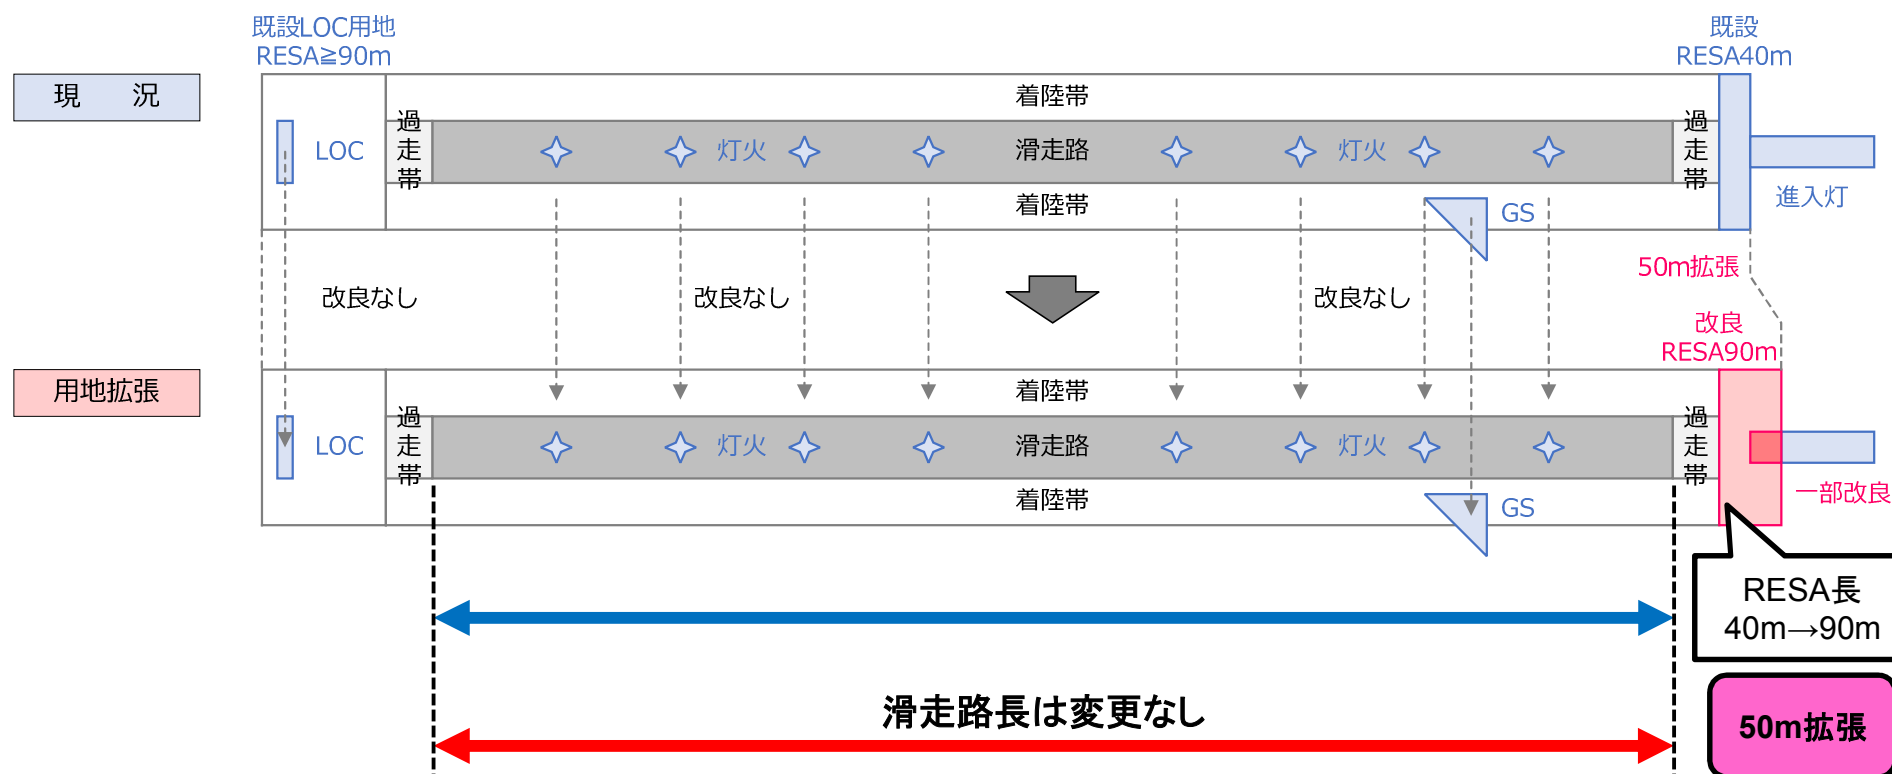 既設LOC用地
RESA≧90m
既設
RESA40m
現　　況
着陸帯
過走帯
LOC
灯火
滑走路
灯火
過走帯
進入灯
着陸帯
GS
50m拡張
改良なし
改良なし
改良なし
改良
RESA90m
用地拡張
着陸帯
過走帯
LOC
灯火
滑走路
灯火
過走帯
一部改良
着陸帯
GS
RESA長
40m→90m
滑走路長は変更なし
50m拡張